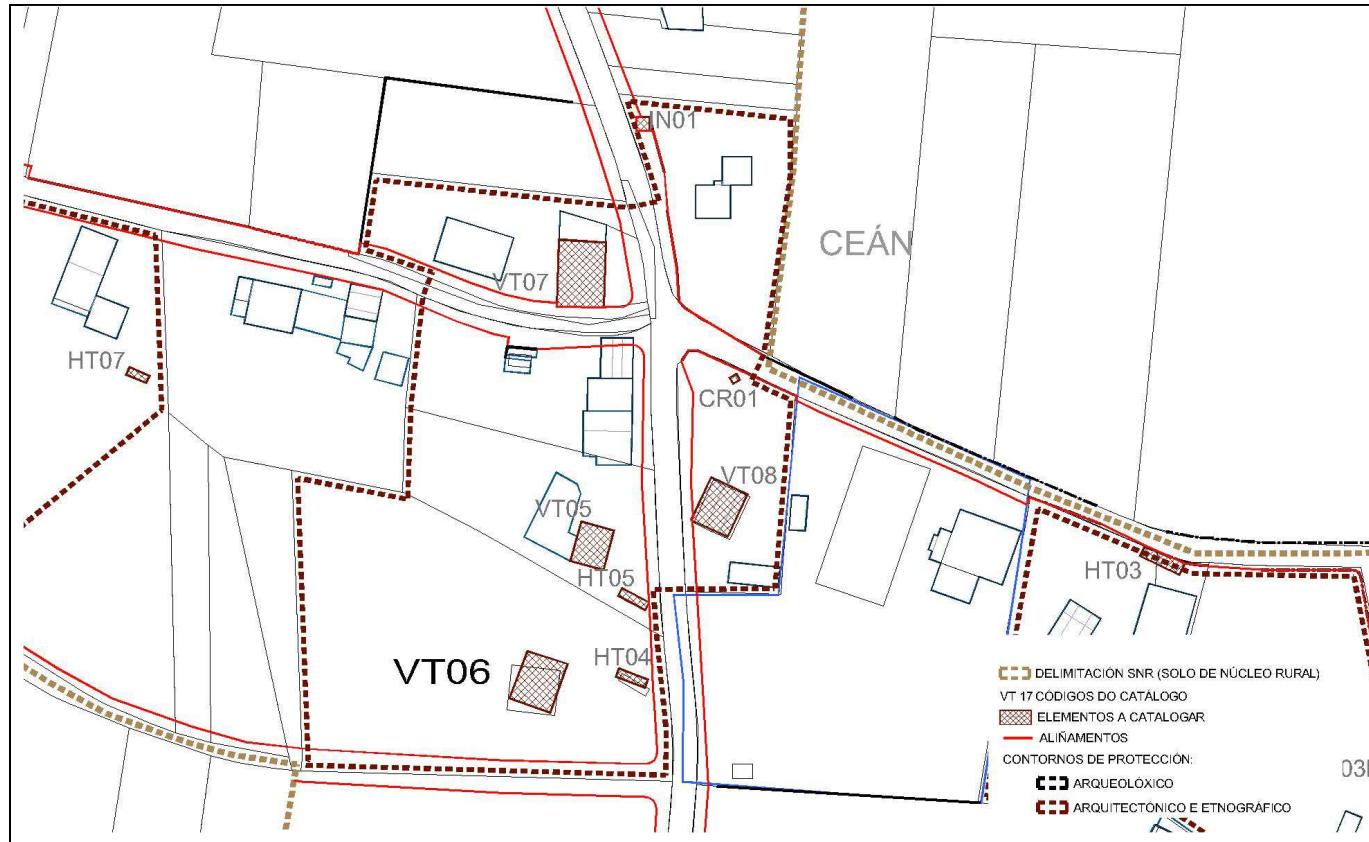 IN01
CEÁN
VT07
HT07
CR01
VT08
VT05
HT05
HT03
HT04
VT06
DELIMITACIÓN SNR (SOLO DE NÚCLEO RURAL)
VT 17 CÓDIGOS DO CATÁLOGO
ELEMENTOS A CATALOGAR
ALIÑAMENTOS
CONTORNOS DE PROTECCIÓN:
ARQUEOLÓXICO
ARQUITECTÓNICO E ETNOGRÁFICO